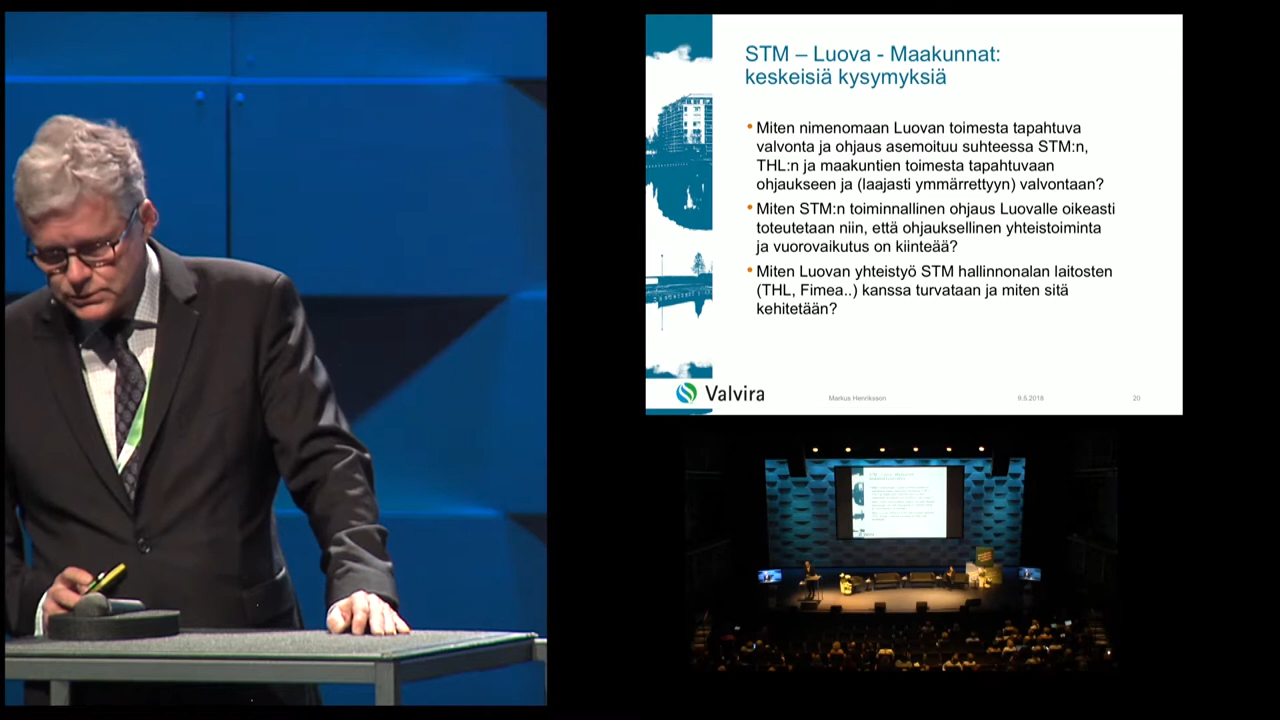 STM – Luova - Maakunnat:
keskeisiä kysymyksiä
• Miten nimenomaan Luovan toimesta tapahtuva
valvonta ja ohjaus asemoituu suhteessa STM:n,
THL:n ja maakuntien toimesta tapahtuvaan
ohjaukseen ja (laajasti ymmärrettyyn) valvontaan?
• Miten STM:n toiminnallinen ohjaus Luovalle oikeasti
toteutetaan niin, että ohjauksellinen yhteistoiminta
ja vuorovaikutus on kiinteää?
• Miten Luovan yhteistyö STM hallinnonalan laitosten
(THL, Fimea..) kanssa turvataan ja miten sitä
kehitetään?
Valvira
Markus Henriksson
9.5.2018
20